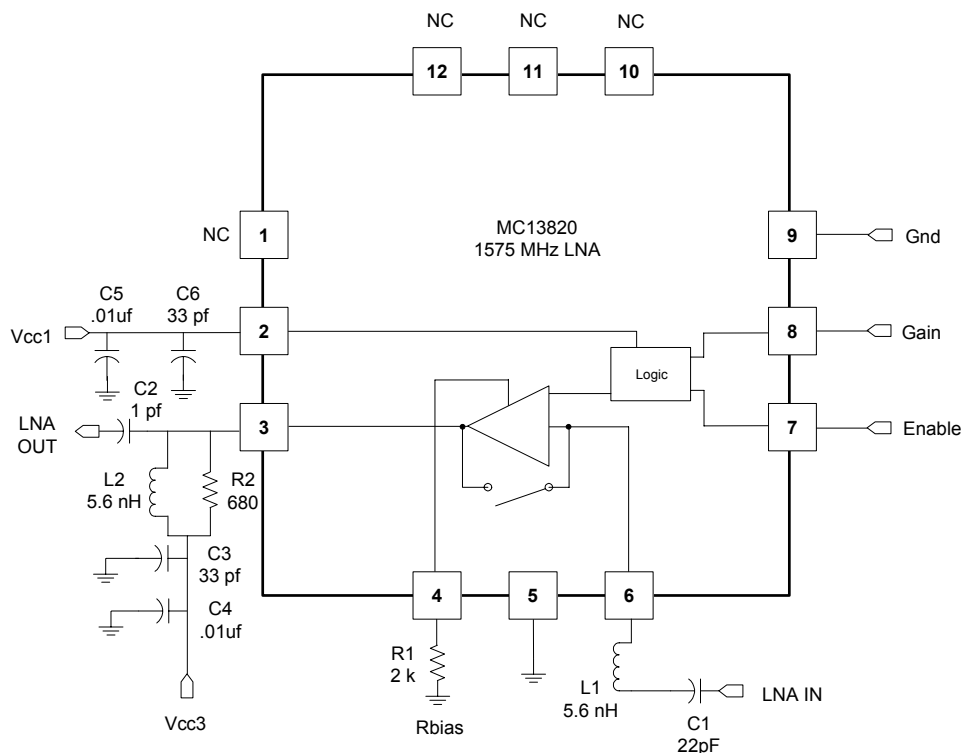 NC
NC
NC
12
11
10
NC
1
MC13820
1575 MHz LNA
9
Gnd
C5
.01uf
C6
33 pf
Vcc1
2
8
Gain
Logic
C2
1 pf
LNA
OUT
3
7
Enable
L2
5.6 nH
R2
680
C3
33 pf
C4
.01uf
Vcc3
4
5
6
R1
2 k
Rbias
L1
5.6 nH
C1
22pF
LNA IN